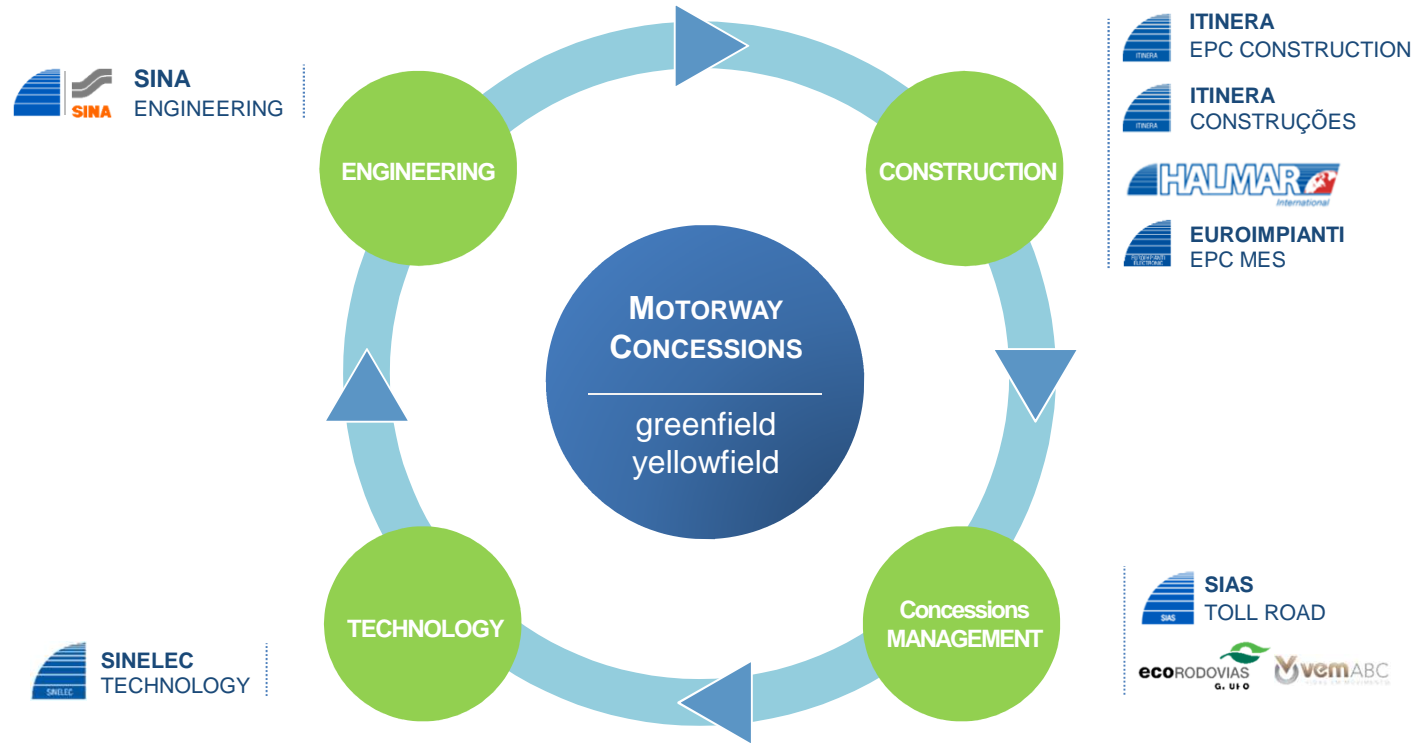 SINA
ENGINEERING
SINA
ENGINEERING
CONSTRUCTION
ITINERA
EPC CONSTRUCTION
ITINERA
ITINERA
CONSTRUÇÕES
ITINERA
HALMAR
International
EUROIMPIANTI
EPC MES
MOTORWAY
CONCESSIONS
greenfield
yellowfield
TECHNOLOGY
Concessions
MANAGEMENT
SINELEC
TECHNOLOGY
SINELEC
SIAS
TOLL ROAD
SIAS
ecoRODOVIAS
vemABC